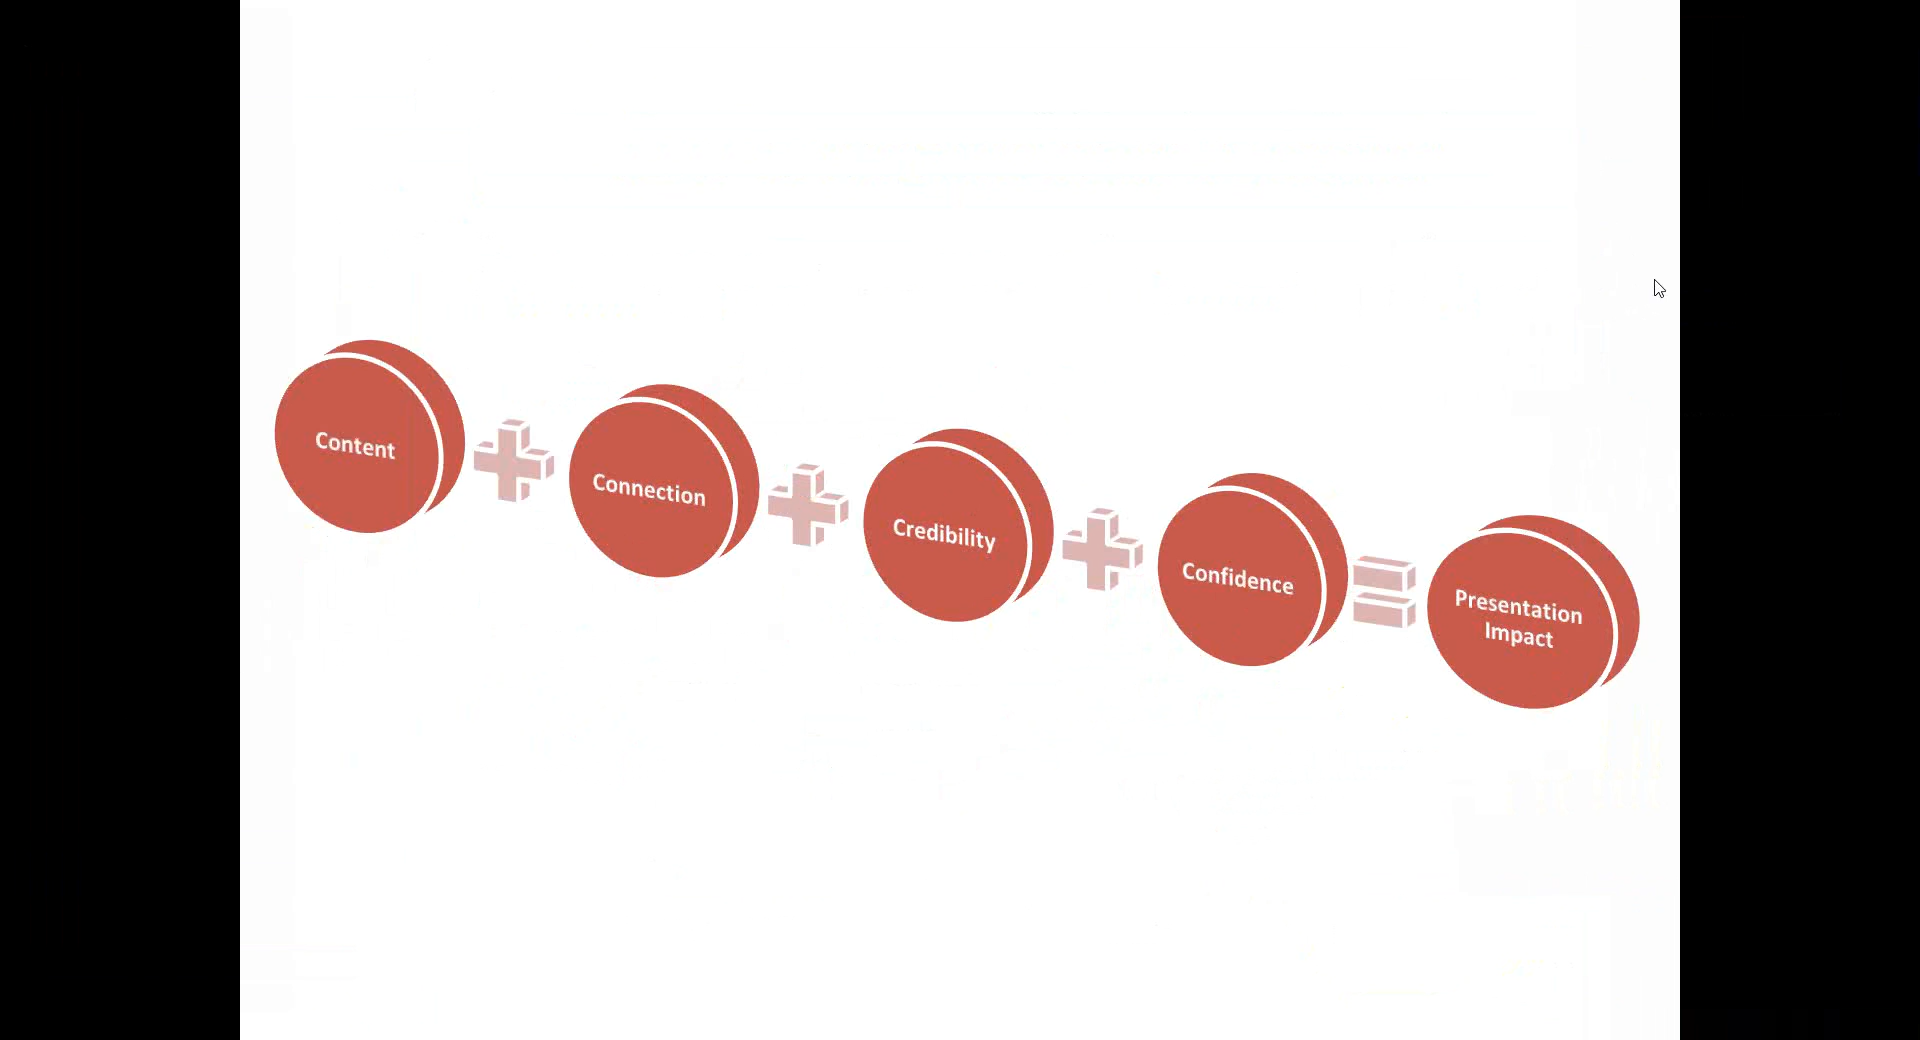 Content
Connection
Credibility
Confidence
Presentation
Impact